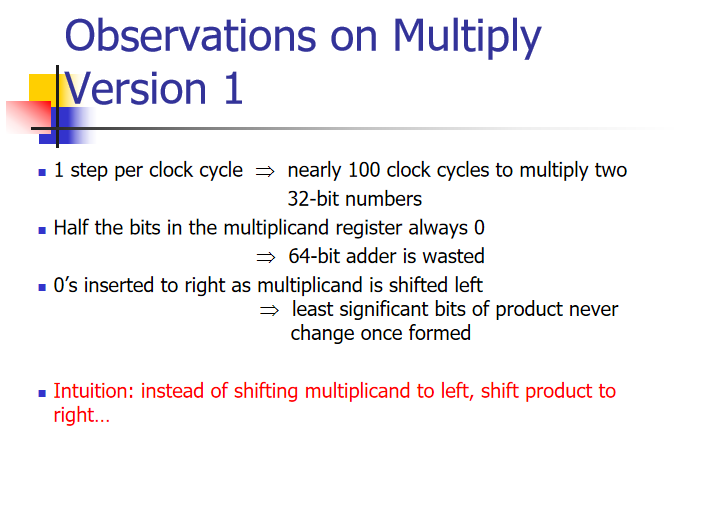 Observations on Multiply
Version 1
1 step per clock cycle ⇒ nearly 100 clock cycles to multiply two
32-bit numbers
Half the bits in the multiplicand register always 0
⇒ 64-bit adder is wasted
0’s inserted to right as multiplicand is shifted left
⇒ least significant bits of product never
change once formed
Intuition: instead of shifting multiplicand to left, shift product to
right…